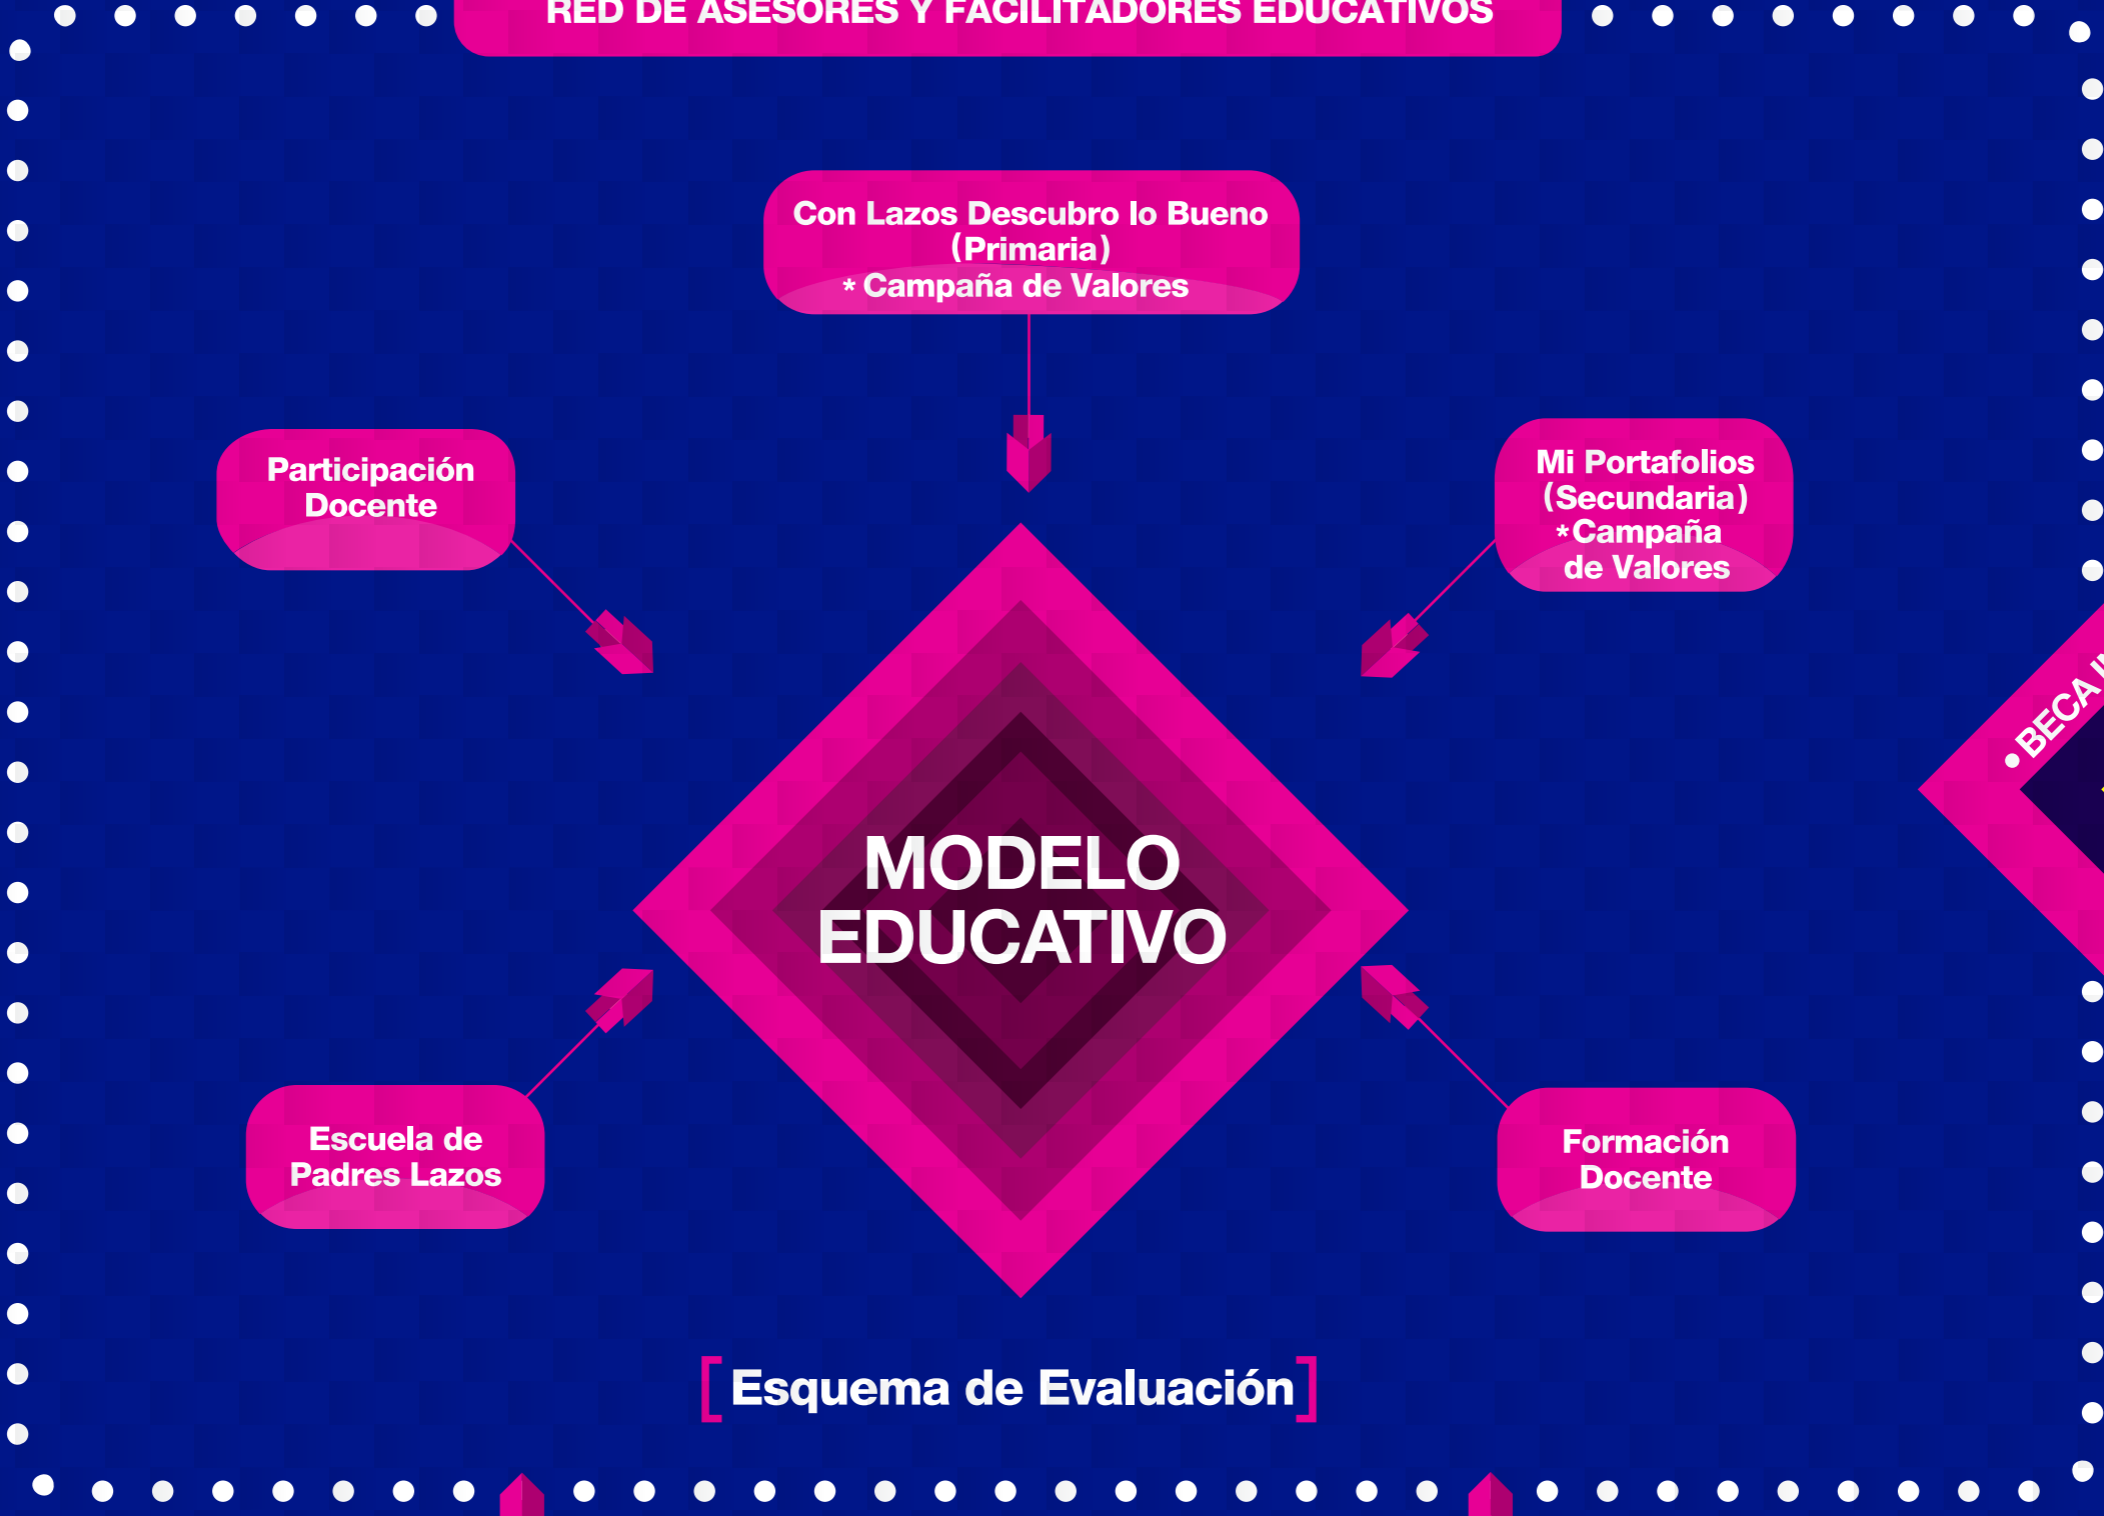 RED DE ASESORES Y FACILITADORES EDUCATIVOS
Con Lazos Descubro lo Bueno
(Primaria)
* Campaña de Valores
Participación
Docente
Mi Portafolios
(Secundaria)
*Campaña
de Valores
• BECA
MODELO
EDUCATIVO
Escuela de
Padres Lazos
Formación
Docente
[Esquema de Evaluación]